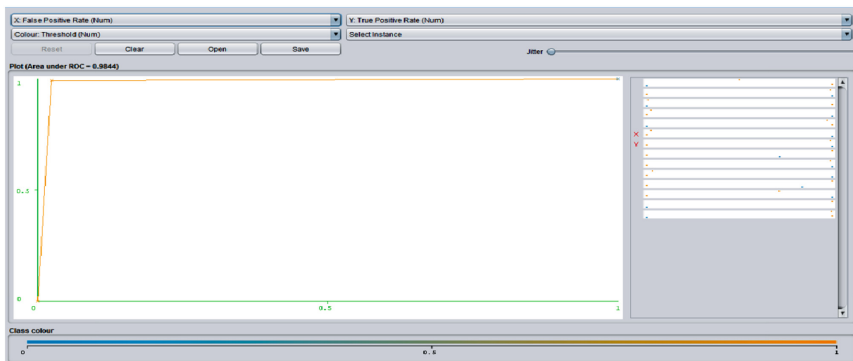 X: False Positive Rate (Num) Y: True Positive Rate (Num)
Colour: Threshold (Num) Select Instance
Reset Clear Open Save Jitter
Plot (Area under ROC = 0.9844)
1
0.5
0
0 0.5 1
X
Y
Class colour
0 0.5 1